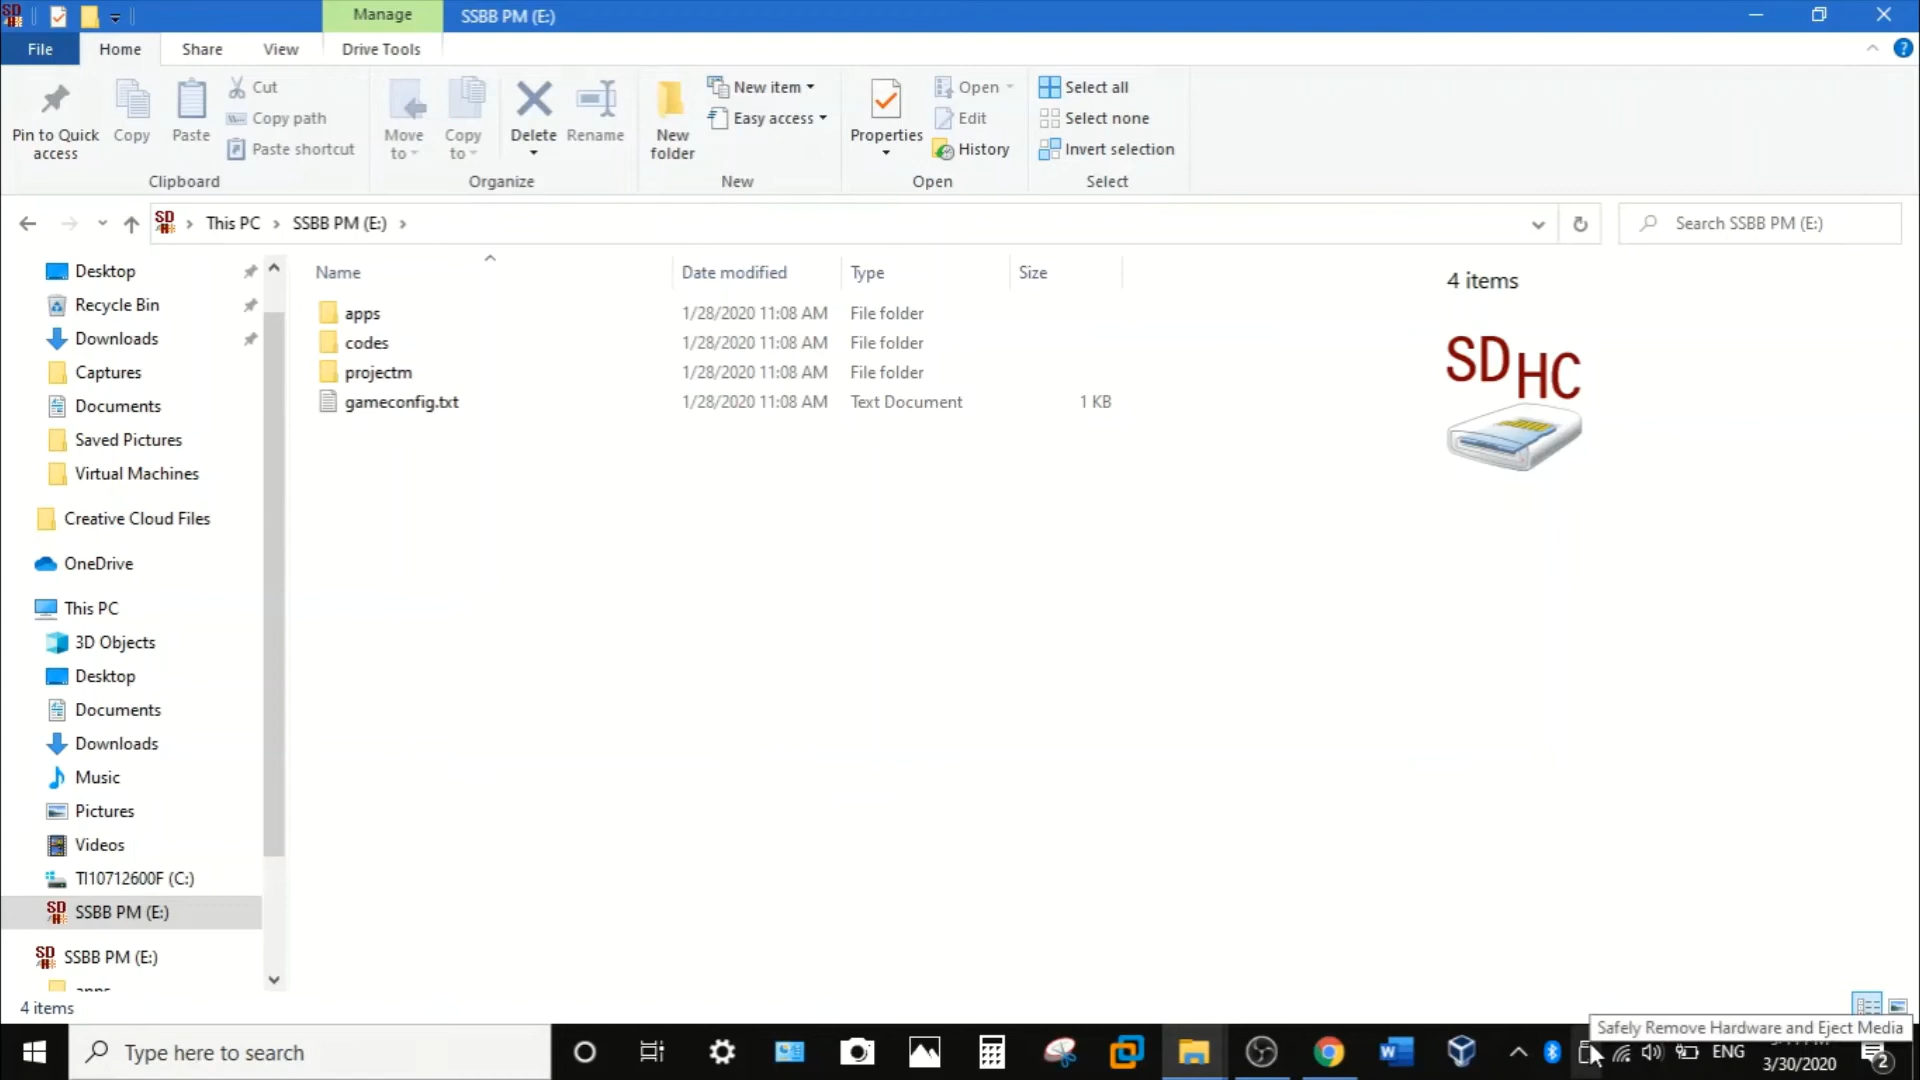 Manage
SSBB PM (E:)
File
Home
Share
View
Drive Tools
Pin to Quick access
Copy
Paste
Cut
Copy path
Paste shortcut
Clipboard
Move to
Copy to
Delete
Rename
Organize
New folder
New item
Easy access
New
Properties
Open
Edit
History
Open
Select all
Select none
Invert selection
Select
This PC
SSBB PM (E:)
Search SSBB PM (E:)
Name
Date modified
Type
Size
apps
1/28/2020 11:08 AM
File folder
codes
1/28/2020 11:08 AM
File folder
projectm
1/28/2020 11:08 AM
File folder
gameconfig.txt
1/28/2020 11:08 AM
Text Document
1 KB
4 items
SD HC
Desktop
Recycle Bin
Downloads
Captures
Documents
Saved Pictures
Virtual Machines
Creative Cloud Files
OneDrive
This PC
3D Objects
Desktop
Documents
Downloads
Music
Pictures
Videos
TI10712600F (C:)
SSBB PM (E:)
SSBB PM (E:)
apps
4 items
Safely Remove Hardware and Eject Media
Type here to search
ENG
3/30/2020
2